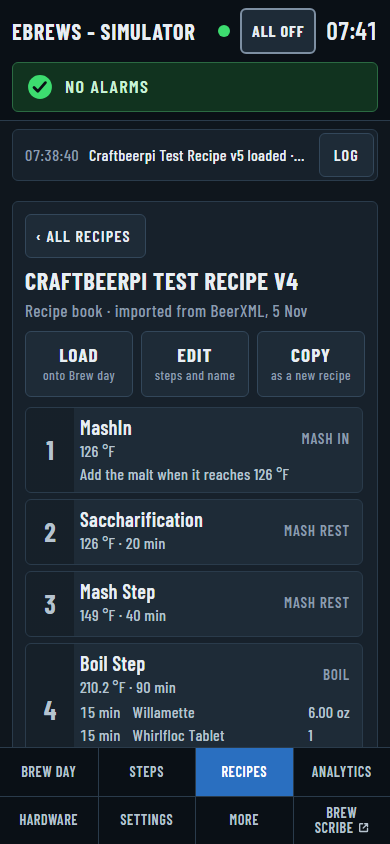 EBREWS - SIMULATOR
ALL OFF
07:41
NO ALARMS
07:38:40 Craftbeerpi Test Recipe v5 loaded ·...
LOG
‹ ALL RECIPES
CRAFTBEERPI TEST RECIPE V4
Recipe book · imported from BeerXML, 5 Nov
LOAD
onto Brew day
EDIT
steps and name
COPY
as a new recipe
1
MashIn
126 °F
Add the malt when it reaches 126 °F
MASH IN
2
Saccharification
126 °F · 20 min
MASH REST
3
Mash Step
149 °F · 40 min
MASH REST
4
Boil Step
210.2 °F · 90 min
BOIL
15 min Willamette 6.00 oz
15 min Whirlfloc Tablet 1
BREW DAY
STEPS
RECIPES
ANALYTICS
HARDWARE
SETTINGS
MORE
BREW
SCRIBE